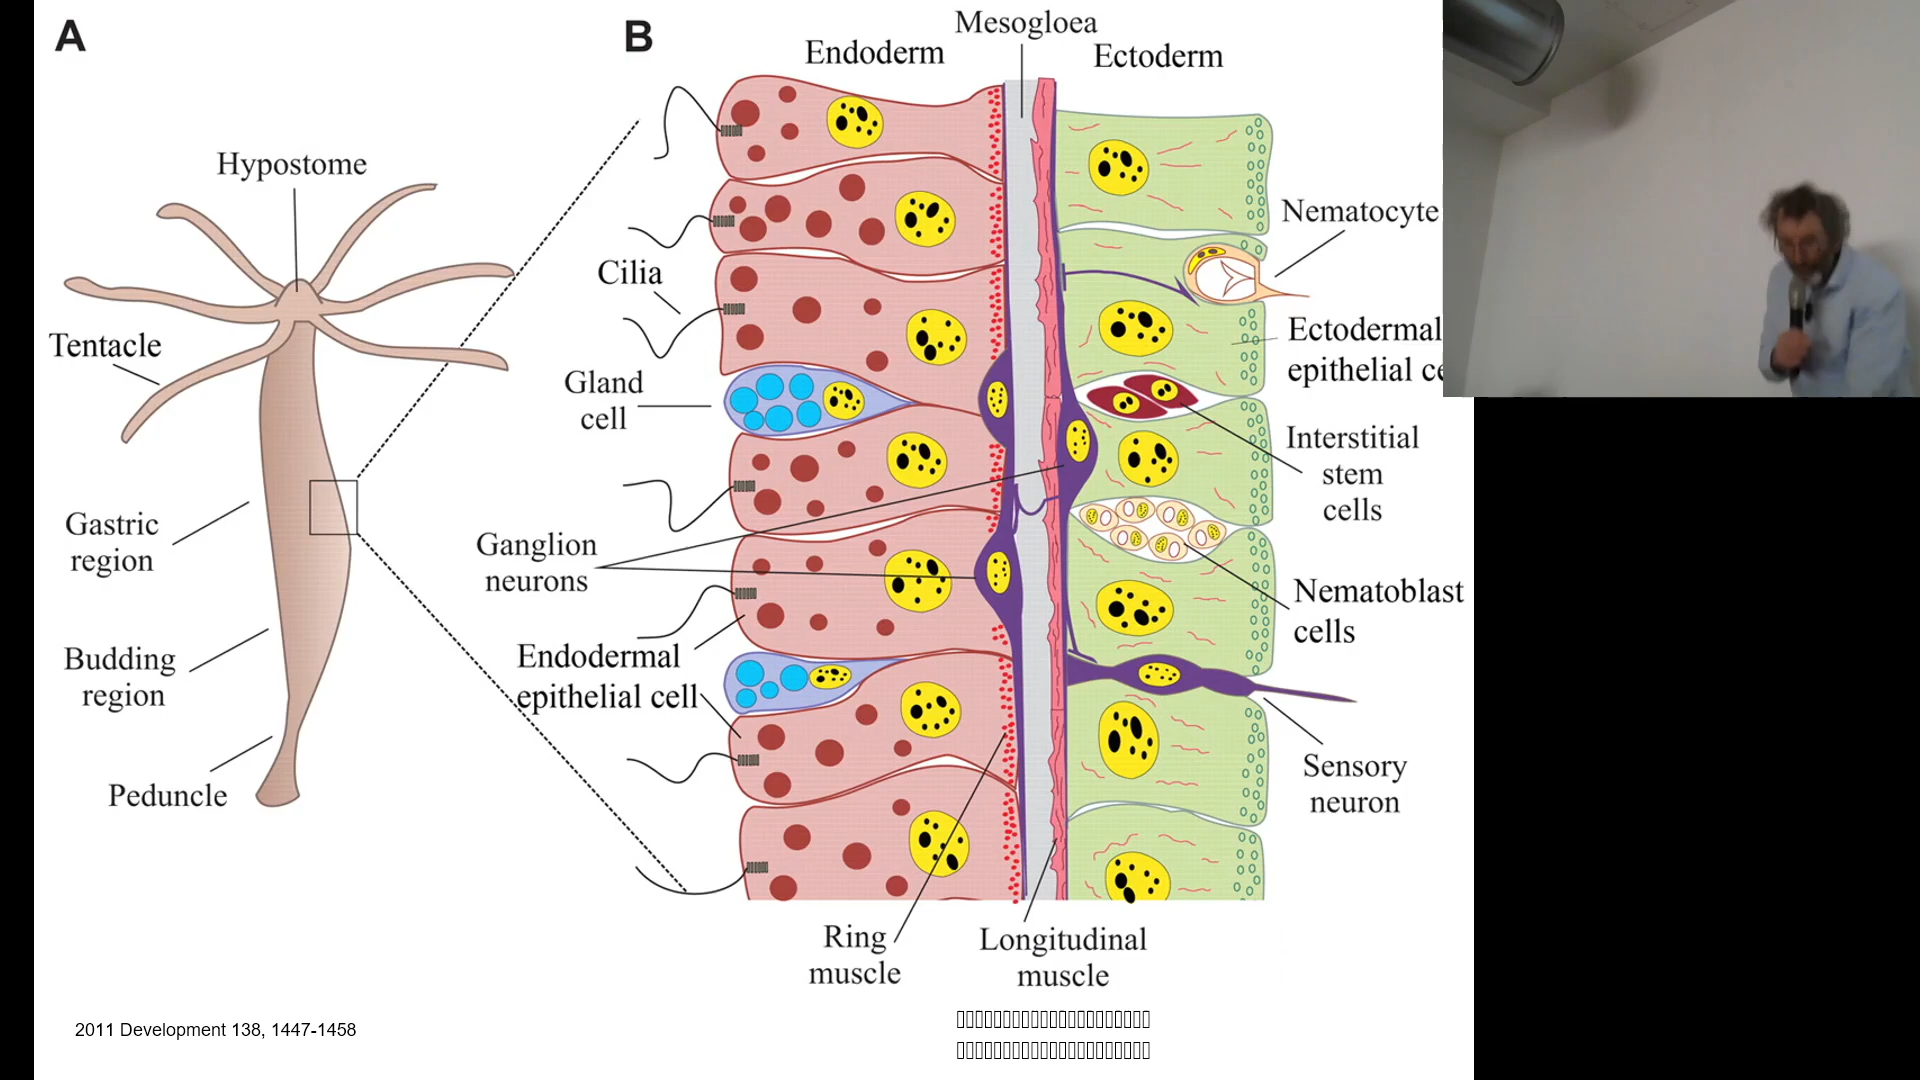 A
B
Mesogloea
Endoderm
Ectoderm
Hypostome
Nematocyte
Cilia
Tentacle
Ectodermal
epithelial ce
Gland
cell
Interstitial
stem
cells
Gastric
region
Ganglion
neurons
Nematoblast
cells
Endodermal
epithelial cell
Budding
region
Sensory
neuron
Peduncle
Ring
muscle
Longitudinal
muscle
2011 Development 138, 1447-1458